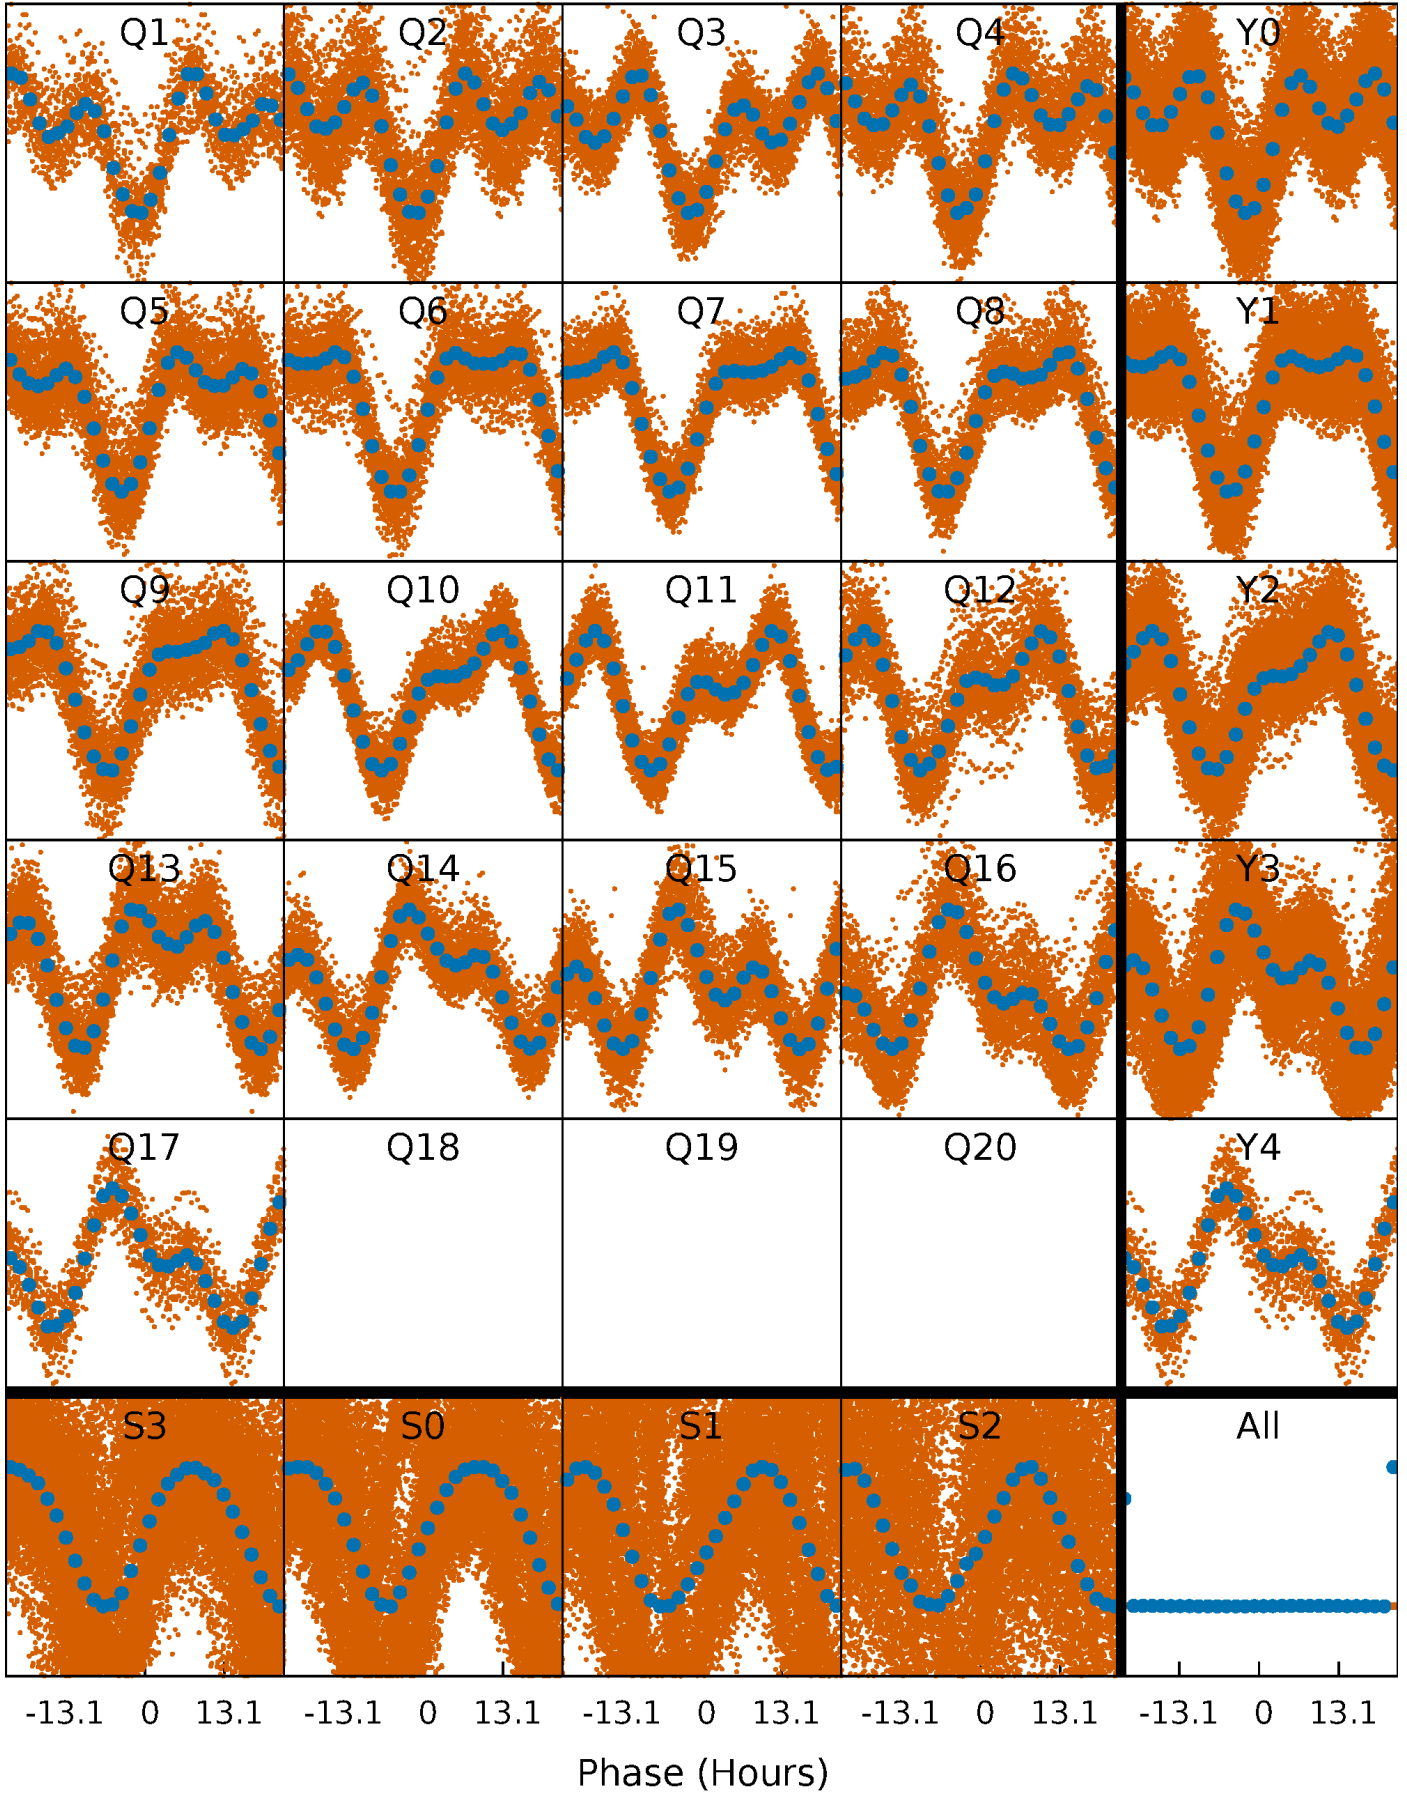 Q1 Q2 Q3 Q4 Y0
Q5 Q6 Q7 Q8 Y1
Q9 Q10 Q11 Q12 Y2
Q13 Q14 Q15 Q16 Y3
Q17 Q18 Q19 Q20 Y4
S3 S0 S1 S2 All
-13.1 0 13.1 -13.1 0 13.1 -13.1 0 13.1 -13.1 0 13.1 -13.1 0 13.1
Phase (Hours)